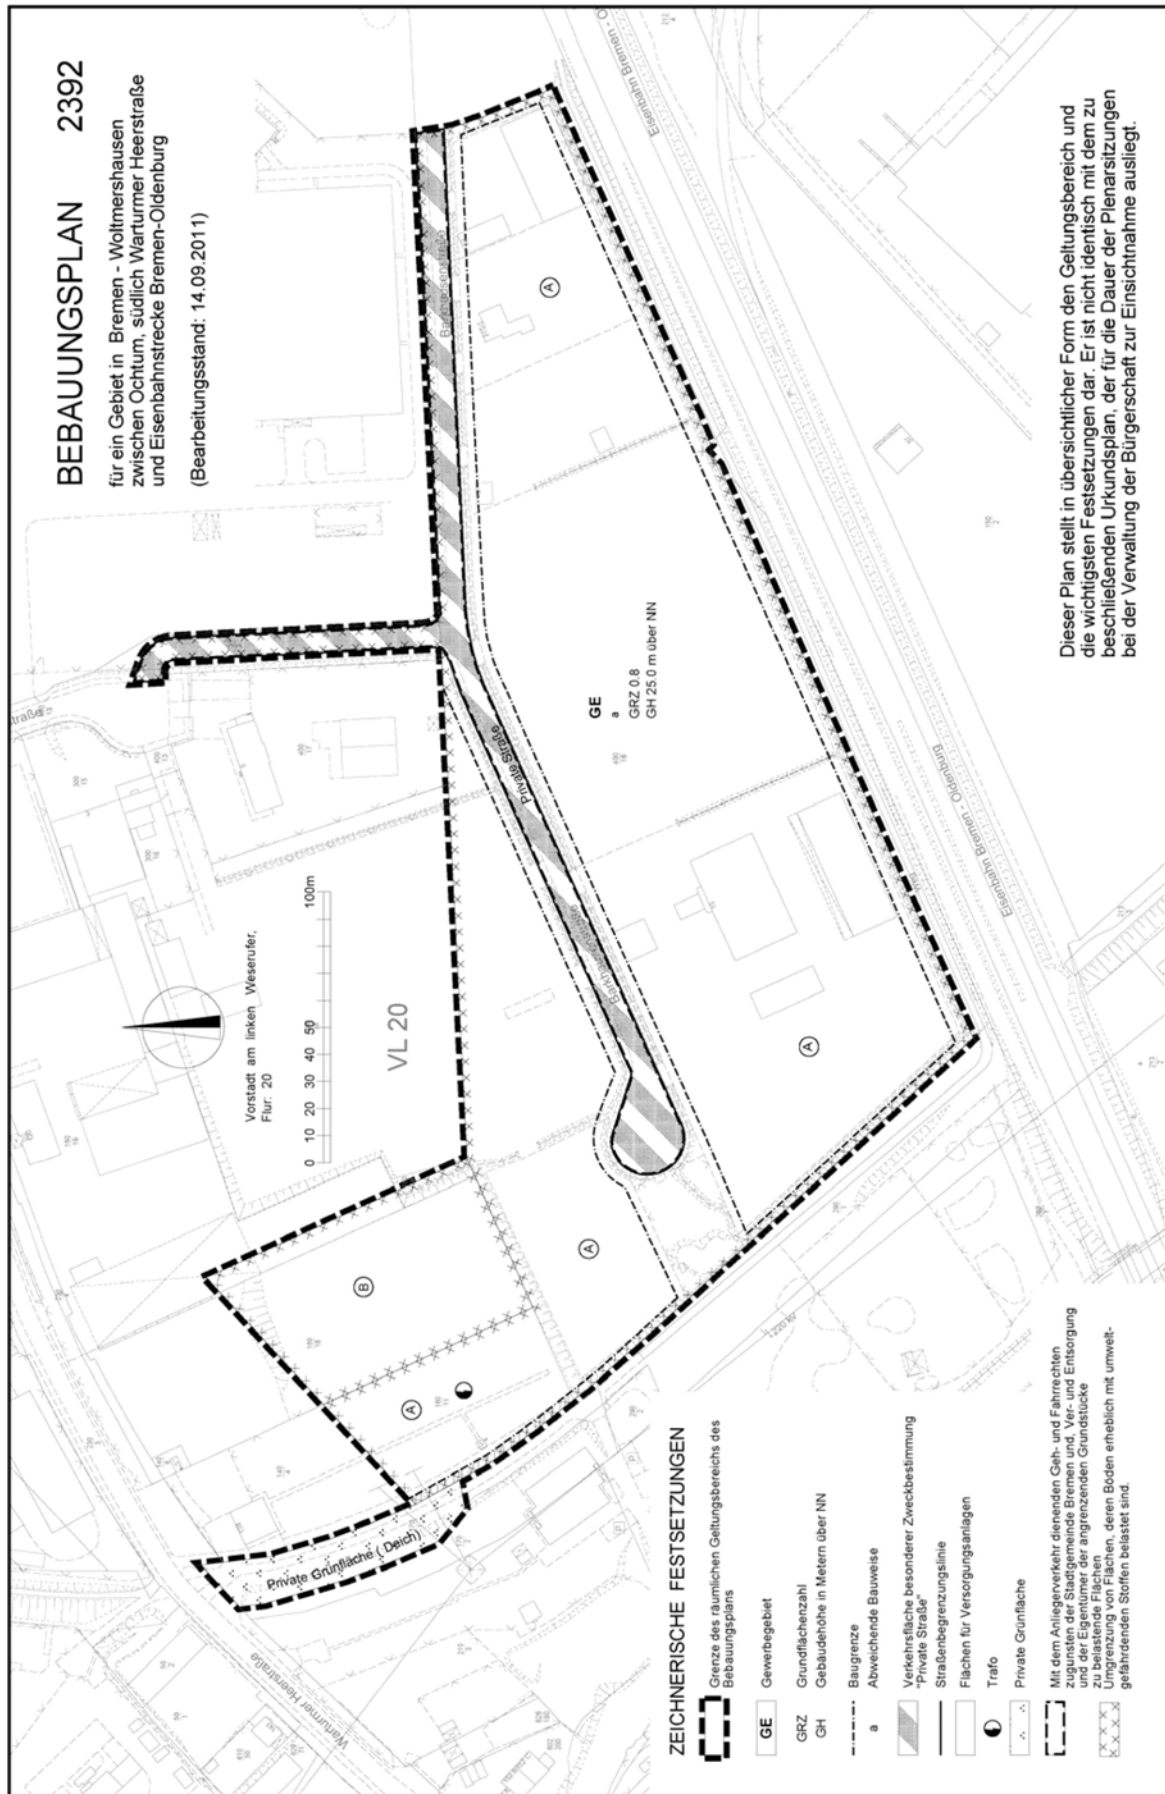 BEBAUUNGSPLAN 2392
für ein Gebiet in Bremen - Woltmershausen
zwischen Ochtum, südlich Warturmer Heerstraße
und Eisenbahnstrecke Bremen-Oldenburg
(Bearbeitungsstand: 14.09.2011)
Vorstadt am linken Weserufer,
Flur: 20
0 10 20 30 40 50 100m
VL 20
traße
Private Straße
GE
a
GRZ 0.8
GH 25.0 m über NN
A
A
A
A
B
Private Grünfläche ( Deich)
Warturmer Heerstraße
Eisenbahn Bremen - O
Eisenbahn Bremen - Oldenburg
220 KV
ZEICHNERISCHE FESTSETZUNGEN
Grenze des räumlichen Geltungsbereichs des
Bebauungsplans
GE Gewerbegebiet
GRZ Grundflächenzahl
GH Gebäudehöhe in Metern über NN
Baugrenze
a Abweichende Bauweise
Verkehrsfläche besonderer Zweckbestimmung
"Private Straße"
Straßenbegrenzungslinie
Flächen für Versorgungsanlagen
Trafo
Private Grünfläche
Mit dem Anliegerverkehr dienenden Geh- und Fahrrechten
zugunsten der Stadtgemeinde Bremen und, Ver- und Entsorgung
und der Eigentümer der angrenzenden Grundstücke
zu belastende Flächen
Umgrenzung von Flächen, deren Böden erheblich mit umwelt-
gefährdenden Stoffen belastet sind.
Dieser Plan stellt in übersichtlicher Form den Geltungsbereich und
die wichtigsten Festsetzungen dar. Er ist nicht identisch mit dem zu
beschließenden Urkundsplan, der für die Dauer der Plenarsitzungen
bei der Verwaltung der Bürgerschaft zur Einsichtnahme ausliegt.